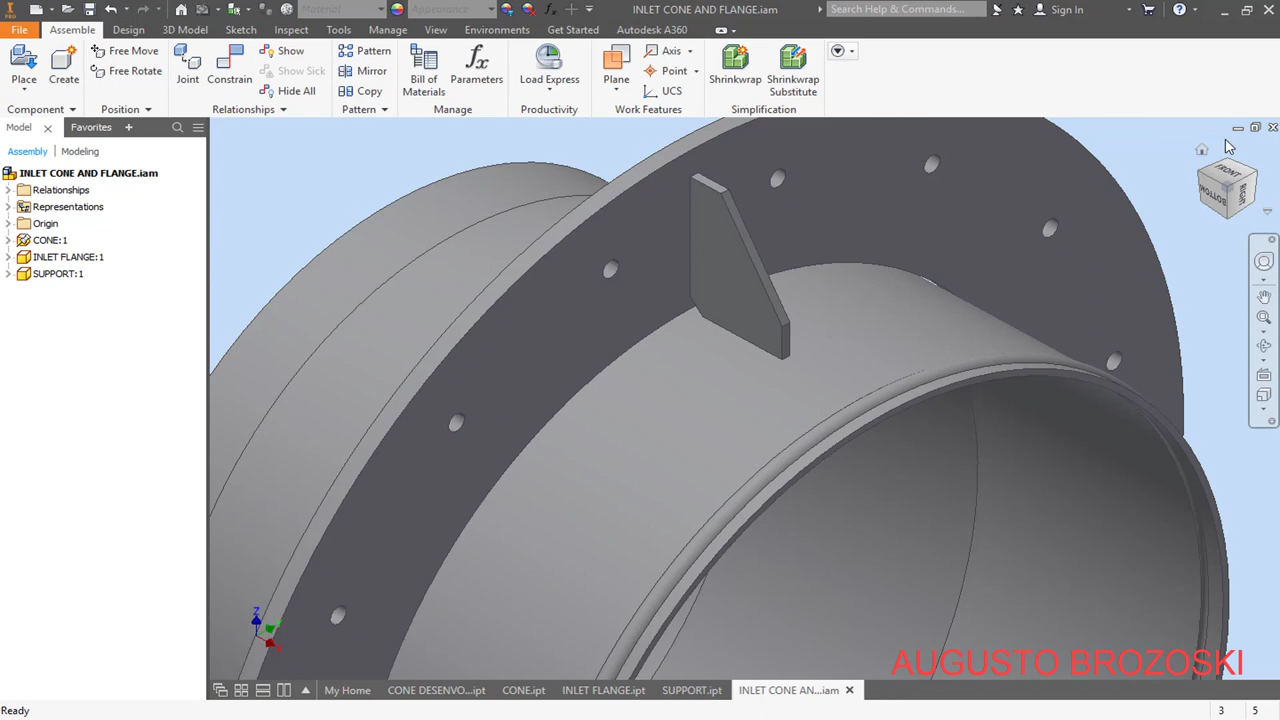 Material
Appearance
INLET CONE AND FLANGE.iam
Search Help & Commands...
Sign In
File
Assemble
Design
3D Model
Sketch
Inspect
Tools
Manage
View
Environments
Get Started
Autodesk A360
Place
Create
Free Move
Free Rotate
Joint
Constrain
Show
Show Sick
Hide All
Pattern
Mirror
Copy
Bill of
Materials
Parameters
Load Express
Plane
Axis
Point
UCS
Shrinkwrap
Shrinkwrap
Substitute
Component
Position
Relationships
Pattern
Manage
Productivity
Work Features
Simplification
Model
Favorites
Assembly
Modeling
INLET CONE AND FLANGE.iam
Relationships
Representations
Origin
CONE:1
INLET FLANGE:1
SUPPORT:1
FRONT
BOTTOM
RIGHT
Z
AUGUSTO BROZOSKI
My Home
CONE DESENVO...ipt
CONE.ipt
INLET FLANGE.ipt
SUPPORT.ipt
INLET CONE AN...iam
Ready
3
5